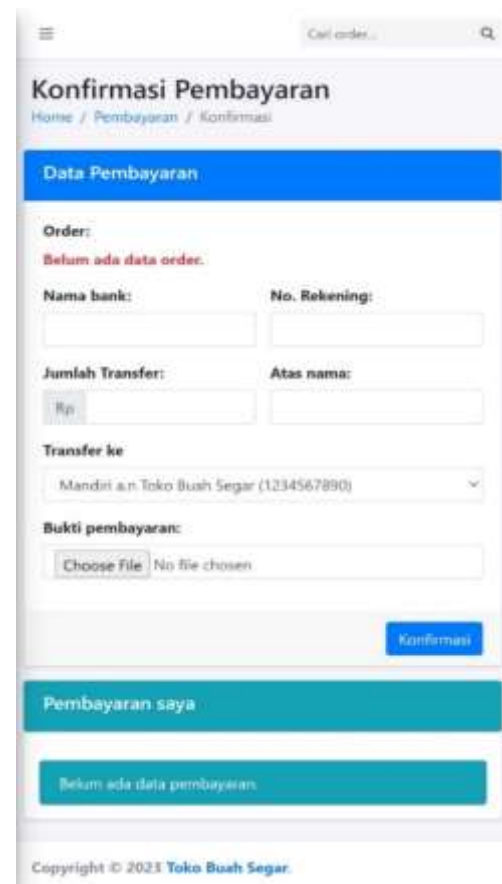 Cari order...
Konfirmasi Pembayaran
Home / Pembayaran / Konfirmasi
Data Pembayaran
Order:
Belum ada data order.
Nama bank: No. Rekening:
Jumlah Transfer: Atas nama:
Rp
Transfer ke
Mandiri a.n Toko Buah Segar (1234567890)
Bukti pembayaran:
Choose File No file chosen
Konfirmasi
Pembayaran saya
Belum ada data pembayaran.
Copyright © 2023 Toko Buah Segar.